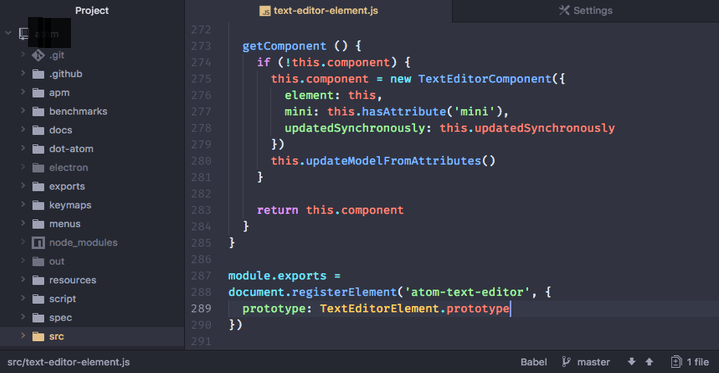 Project
text-editor-element.js
Settings
.git
.github
apm
benchmarks
docs
dot-atom
electron
exports
keymaps
menus
node_modules
out
resources
script
spec
src
272
273 getComponent () {
274 if (!this.component) {
275 this.component = new TextEditorComponent({
276 element: this,
277 mini: this.hasAttribute('mini'),
278 updatedSynchronously: this.updatedSynchronously
279 })
280 this.updateModelFromAttributes()
281 }
282
283 return this.component
284 }
285 }
286
287 module.exports =
288 document.registerElement('atom-text-editor', {
289 prototype: TextEditorElement.prototype
290 })
291
src/text-editor-element.js
Babel
master
1 file